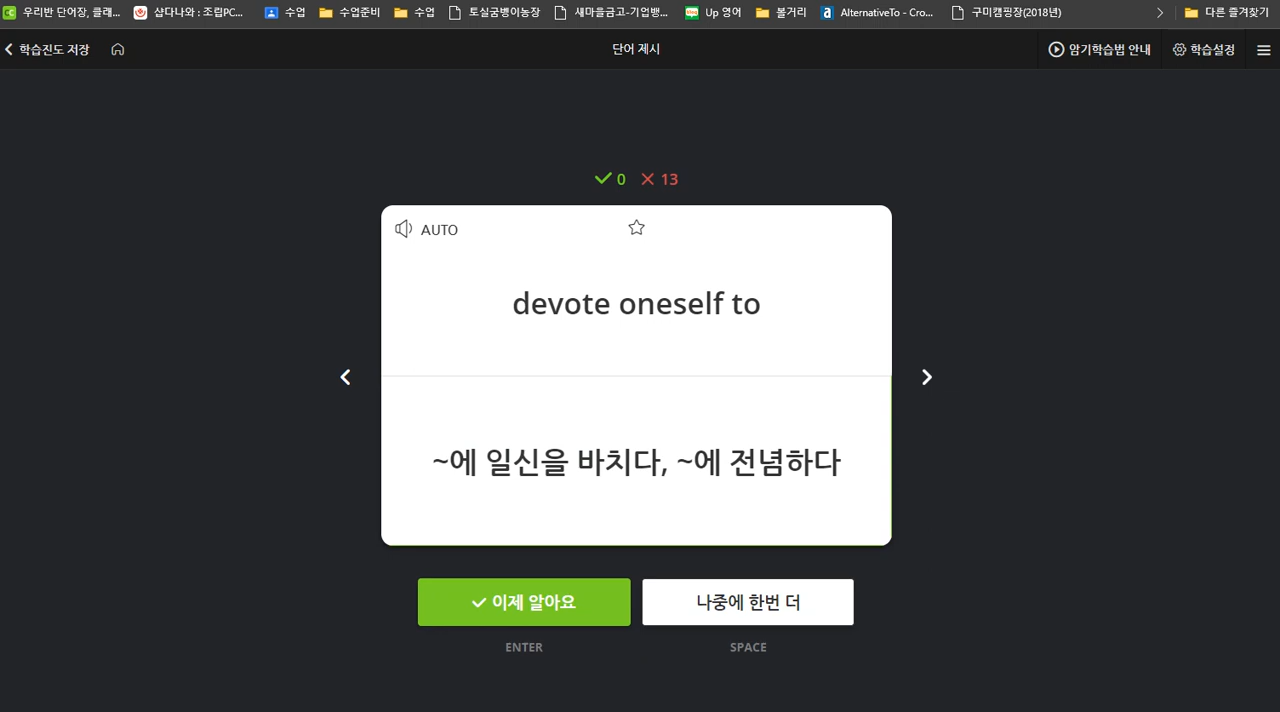 우리반 단어장, 클래... 샵다나와 : 조립PC... 수업 수업준비 수업 토실굼벵이농장 새마을금고-기업뱅... Up 영어 볼거리 AlternativeTo - Cro... 구미캠핑장(2018년) 다른 즐겨찾기
학습진도 저장 단어 제시 암기학습법 안내 학습설정
0 13
AUTO
devote oneself to
~에 일신을 바치다, ~에 전념하다
이제 알아요 나중에 한번 더
ENTER SPACE